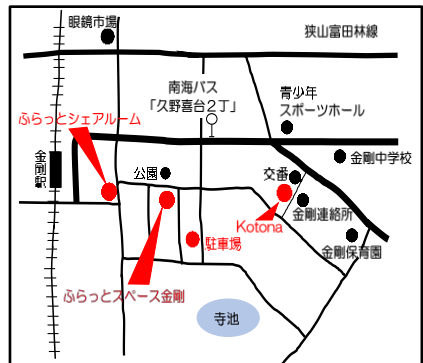 眼鏡市場
狭山富田林線
南海バス
「久野喜台２丁」
青少年
スポーツホール
ふらっとシェアルーム
金剛駅
公園
交番
金剛中学校
金剛連絡所
Kotona
駐車場
金剛保育園
ふらっとスペース金剛
寺池